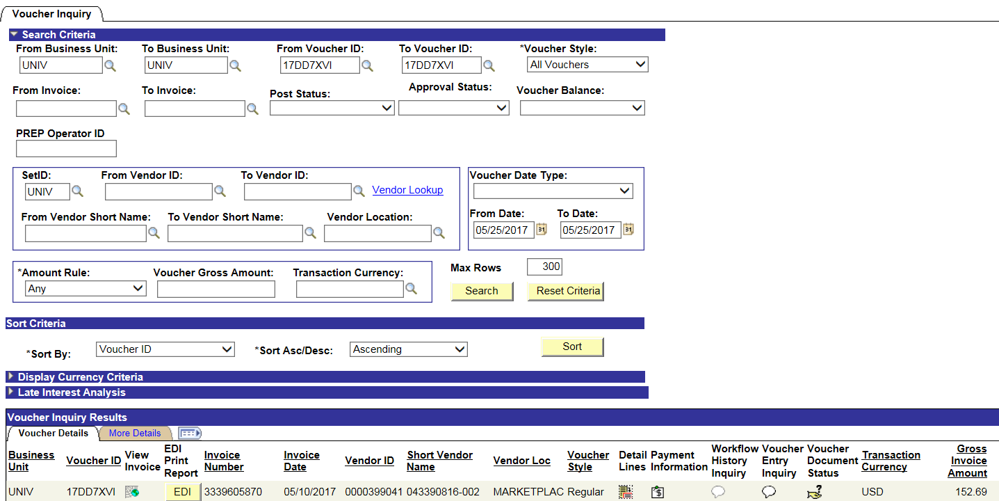 Voucher Inquiry
Search Criteria
From Business Unit: To Business Unit: From Voucher ID: To Voucher ID: *Voucher Style:
UNIV UNIV 17DD7XVI 17DD7XVI All Vouchers
From Invoice: To Invoice: Post Status: Approval Status: Voucher Balance:
PREP Operator ID
SetID: From Vendor ID: To Vendor ID: Voucher Date Type:
UNIV Vendor Lookup
From Vendor Short Name: To Vendor Short Name: Vendor Location: From Date: To Date:
05/25/2017 31 05/25/2017 31
*Amount Rule: Voucher Gross Amount: Transaction Currency: Max Rows 300
Any Search Reset Criteria
Sort Criteria
*Sort By: Voucher ID *Sort Asc/Desc: Ascending Sort
Display Currency Criteria
Late Interest Analysis
Voucher Inquiry Results
Voucher Details More Details
Business Unit Voucher ID View Invoice EDI Print Report Invoice Number Invoice Date Vendor ID Short Vendor Name Vendor Loc Voucher Style Detail Lines Payment Information Workflow History Inquiry Voucher Entry Inquiry Voucher Document Status Transaction Currency Gross Invoice Amount
UNIV 17DD7XVI EDI 3339605870 05/10/2017 0000399041 043390816-002 MARKETPLAC Regular $ USD 152.69